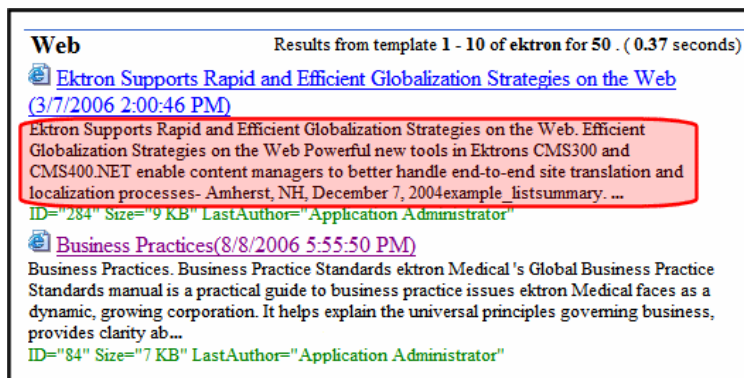 Web
Results from template 1 - 10 of ektron for 50 . ( 0.37 seconds)
Ektron Supports Rapid and Efficient Globalization Strategies on the Web
(3/7/2006 2:00:46 PM)
Ektron Supports Rapid and Efficient Globalization Strategies on the Web. Efficient
Globalization Strategies on the Web Powerful new tools in Ektrons CMS300 and
CMS400.NET enable content managers to better handle end-to-end site translation and
localization processes- Amherst, NH, December 7, 2004example_listsummary. ...
ID="284" Size="9 KB" LastAuthor="Application Administrator"
Business Practices(8/8/2006 5:55:50 PM)
Business Practices. Business Practice Standards ektron Medical 's Global Business Practice
Standards manual is a practical guide to business practice issues ektron Medical faces as a
dynamic, growing corporation. It helps explain the universal principles governing business,
provides clarity ab...
ID="84" Size="7 KB" LastAuthor="Application Administrator"